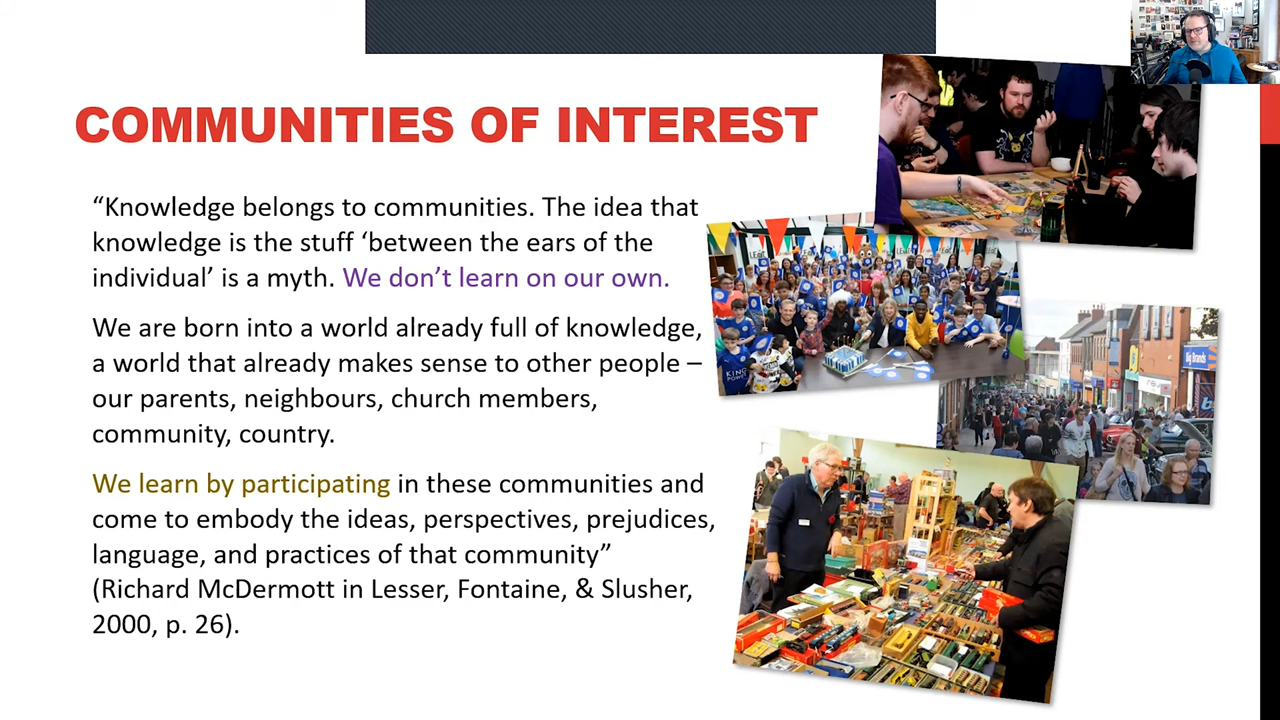 COMMUNITIES OF INTEREST
“Knowledge belongs to communities. The idea that
knowledge is the stuff ‘between the ears of the
individual’ is a myth. We don’t learn on our own.
We are born into a world already full of knowledge,
a world that already makes sense to other people –
our parents, neighbours, church members,
community, country.
We learn by participating in these communities and
come to embody the ideas, perspectives, prejudices,
language, and practices of that community”
(Richard McDermott in Lesser, Fontaine, & Slusher,
2000, p. 26).
KING
POWER
Big Brands